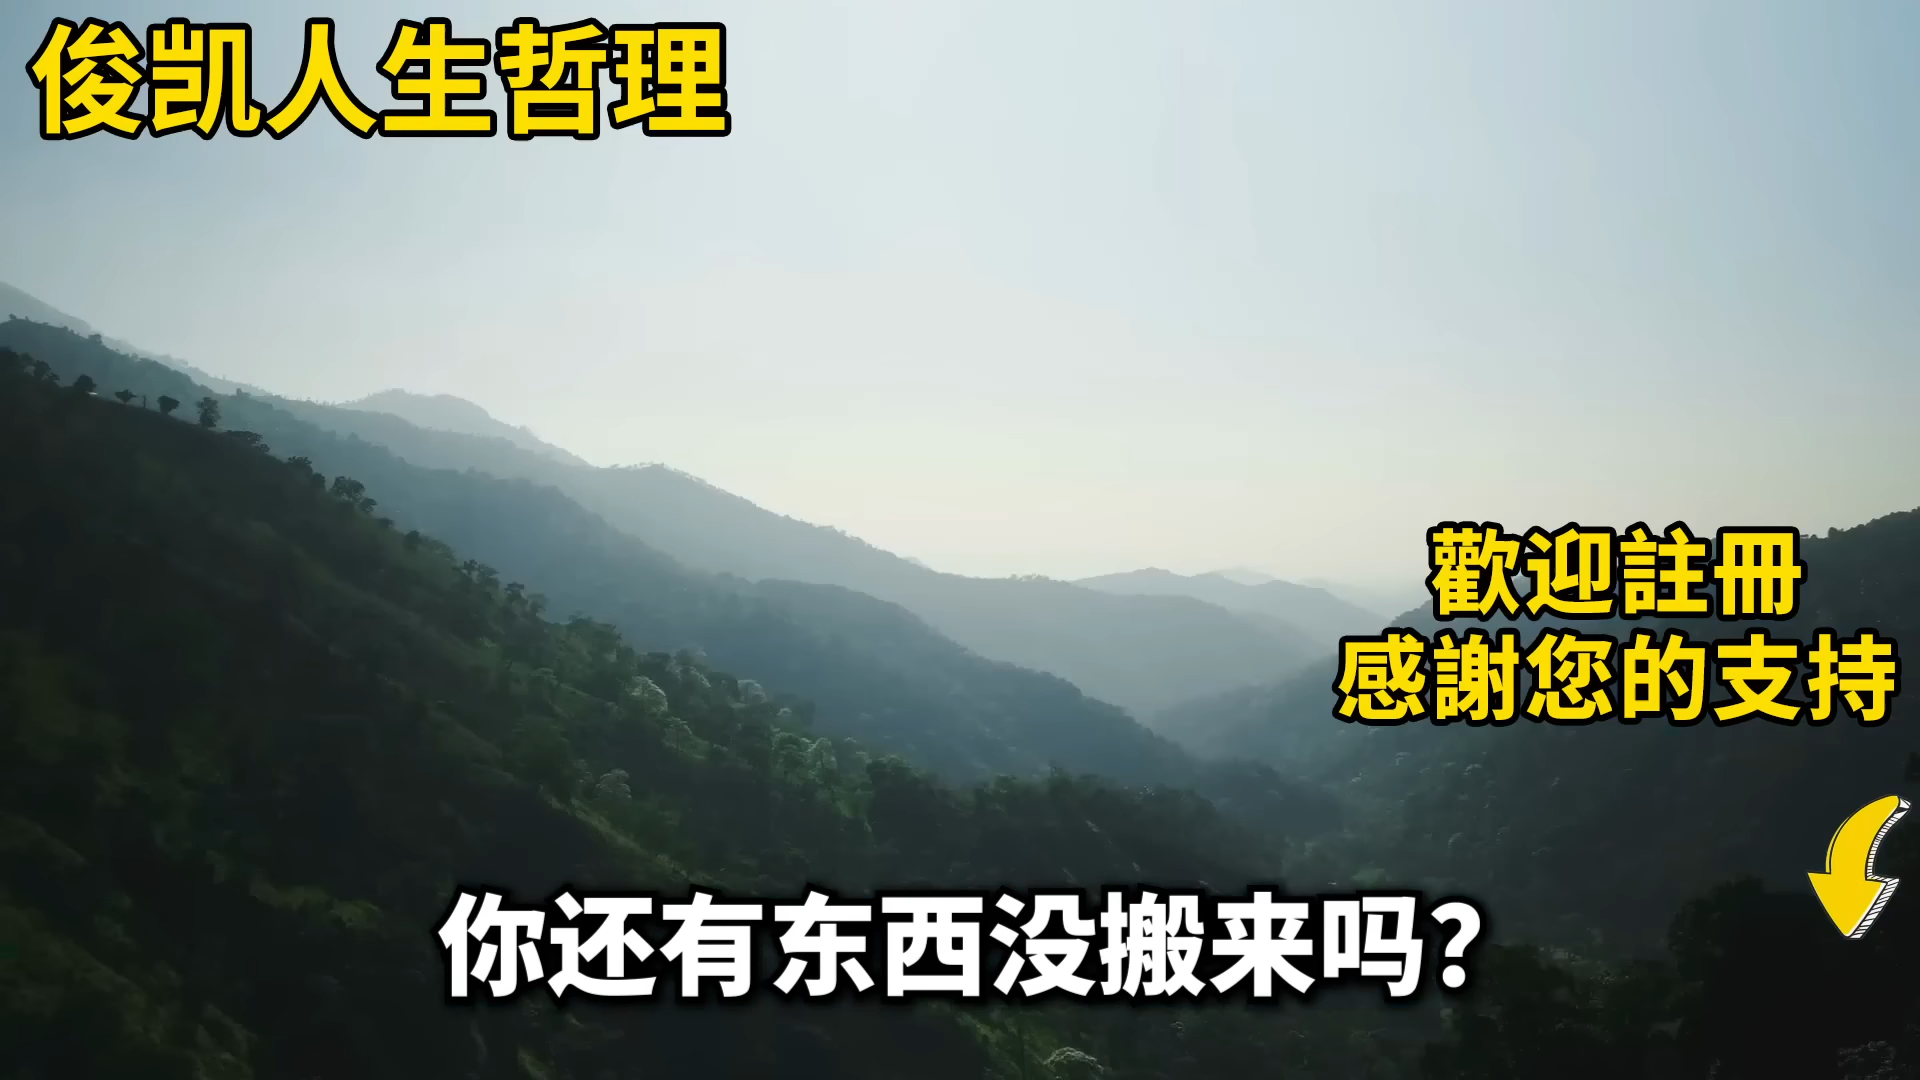 俊凯人生哲理
歡迎註冊
感謝您的支持
你还有东西没搬来吗？